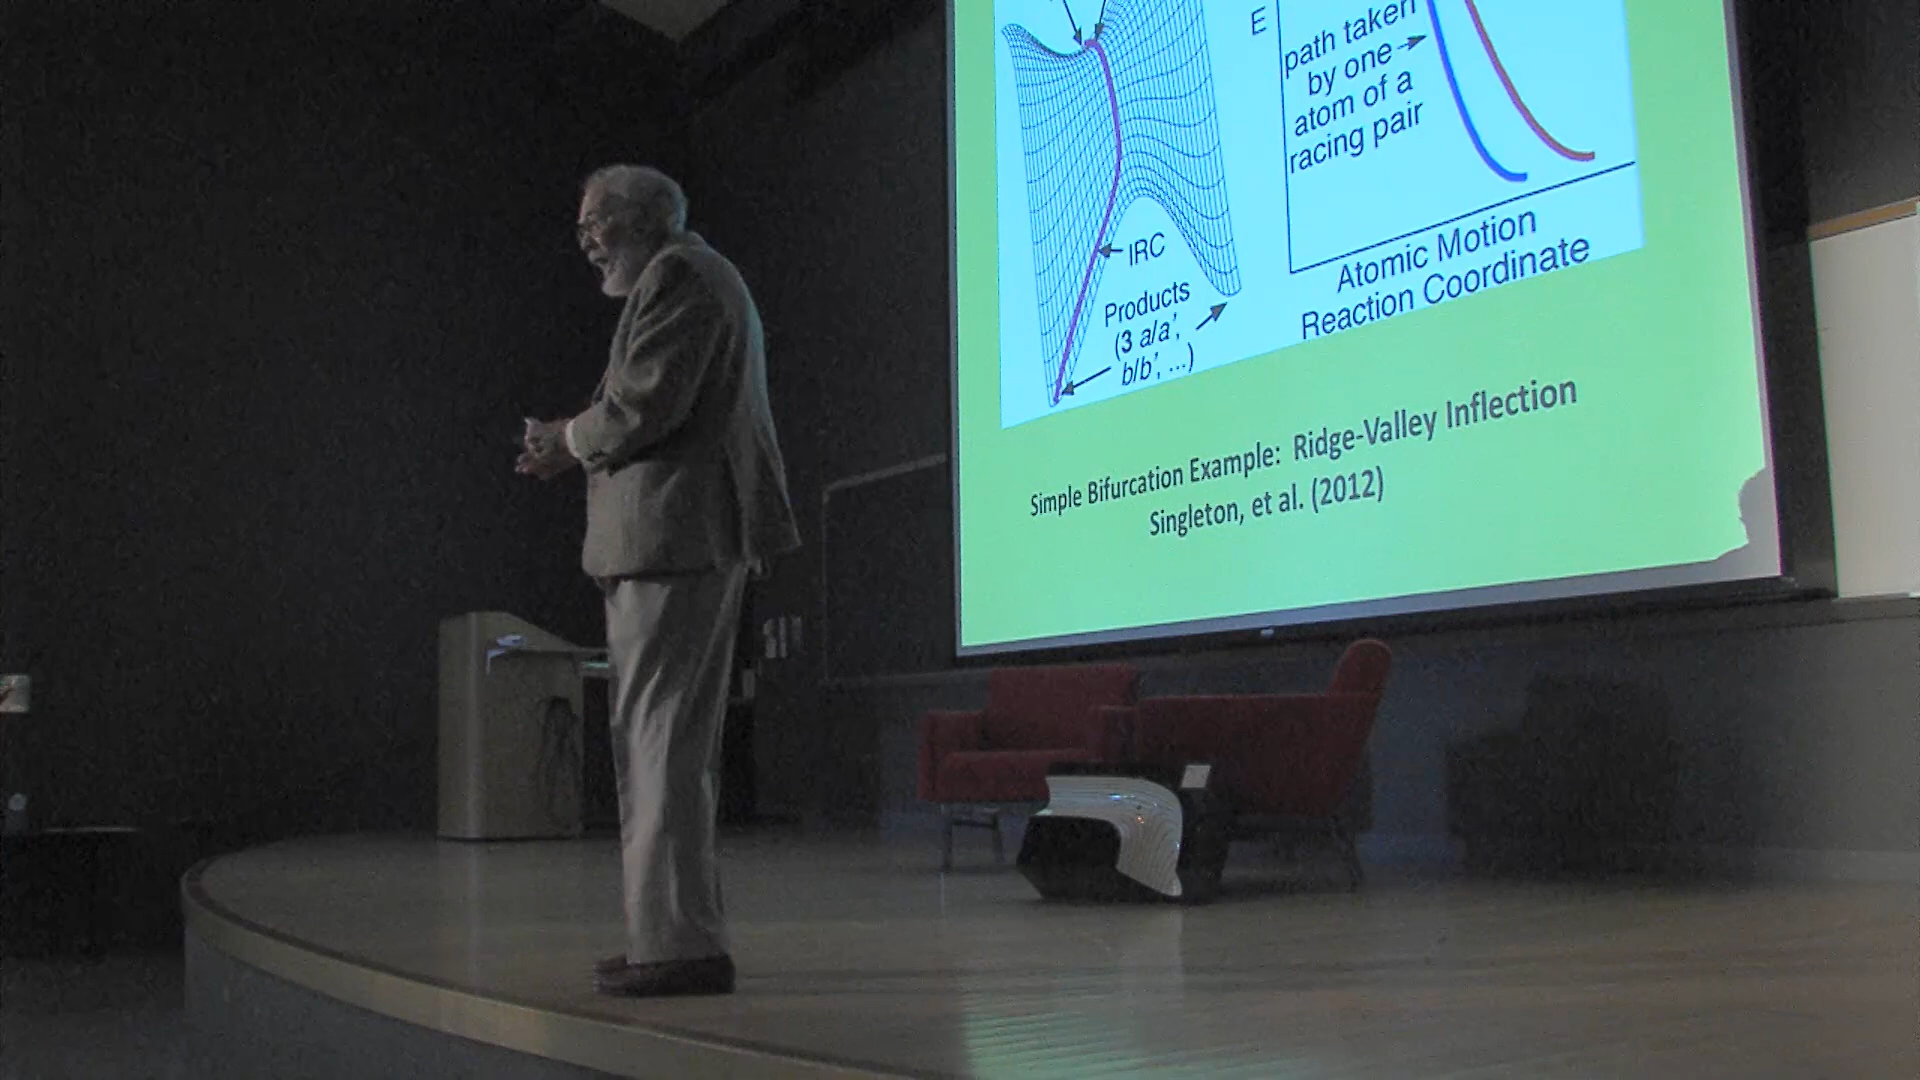 E
path taken
by one
atom of a
racing pair
IRC
Products
(3 a/a',
b/b', ...)
Atomic Motion
Reaction Coordinate
Simple Bifurcation Example: Ridge-Valley Inflection
Singleton, et al. (2012)